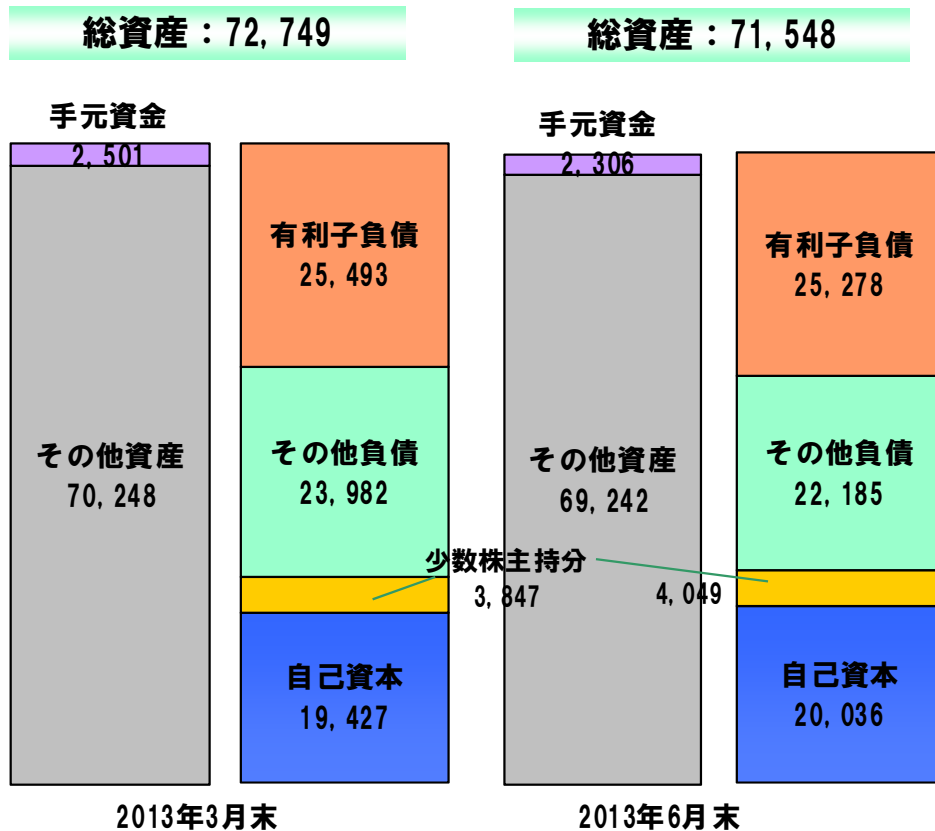 総資産：72,749
手元資金
2,501
その他資産
70,248
有利子負債
25,493
その他負債
23,982
少数株主持分
3,847
自己資本
19,427
2013年3月末
総資産：71,548
手元資金
2,306
その他資産
69,242
有利子負債
25,278
その他負債
22,185
4,049
自己資本
20,036
2013年6月末